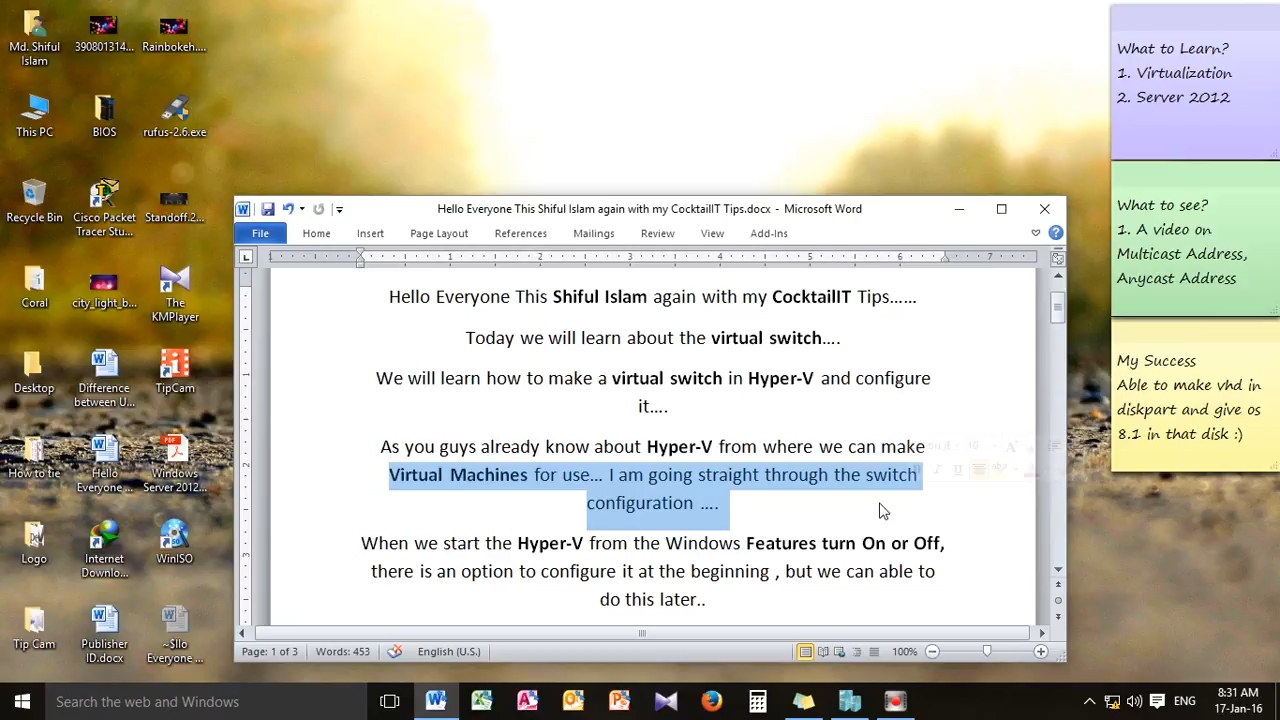 Md. Shiful
Islam
390801314...
Rainbokeh....
This PC
BIOS
rufus-2.6.exe
Recycle Bin
Cisco Packet
Tracer Stu...
Standoff.2...
Coral
city_light_b...
The
KMPlayer
Desktop
Difference
between U...
TipCam
How to tie
Hello
Everyone ...
Windows
Server 2012...
Logo
Internet
Downlo...
WinISO
Tip Cam
Publisher
ID.docx
~$llo
Everyone ...
Hello Everyone This Shiful Islam again with my CocktailIT Tips.docx - Microsoft Word
File Home Insert Page Layout References Mailings Review View Add-Ins
1 1 2 3 4 5 6 7
Hello Everyone This Shiful Islam again with my CocktailIT Tips......
Today we will learn about the virtual switch....
We will learn how to make a virtual switch in Hyper-V and configure
it....
As you guys already know about Hyper-V from where we can make
Virtual Machines for use... I am going straight through the switch
configuration ....
When we start the Hyper-V from the Windows Features turn On or Off,
there is an option to configure it at the beginning , but we can able to
do this later..
Page: 1 of 3 Words: 453 English (U.S.) 100%
What to Learn?
1. Virtualization
2. Server 2012
What to see?
1. A video on
Multicast Address,
Anycast Address
My Success
Able to make vhd in
diskpart and give os
8.1 in that disk :)
Search the web and Windows
ENG
8:31 AM
17-Jan-16